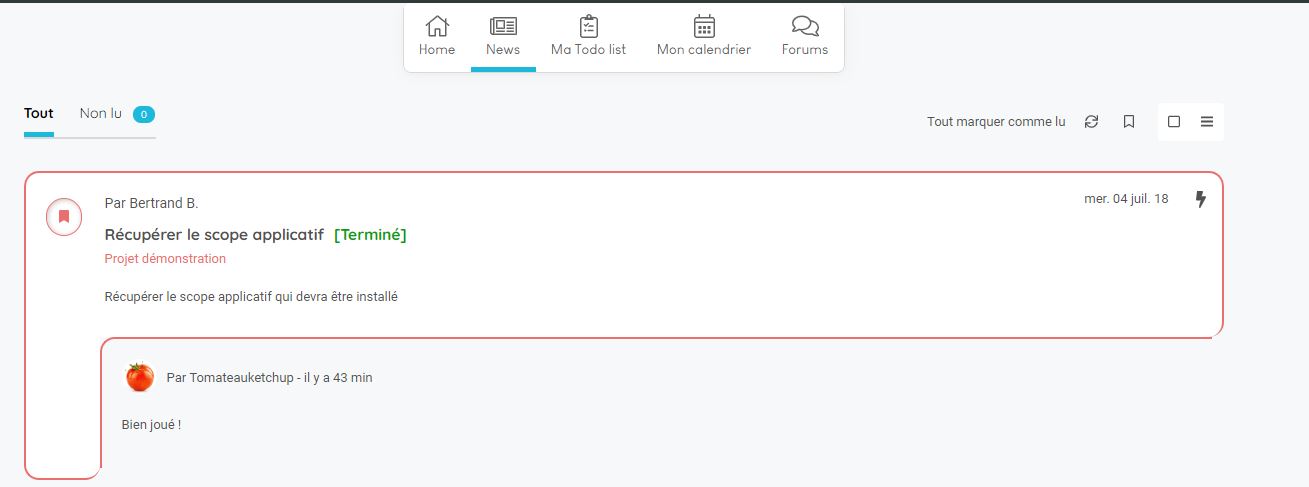 Home News Ma Todo list Mon calendrier Forums
Tout Non lu 0 Tout marquer comme lu
Par Bertrand B. mer. 04 juil. 18
Récupérer le scope applicatif [Terminé]
Projet démonstration
Récupérer le scope applicatif qui devra être installé
Par Tomateauketchup - il y a 43 min
Bien joué !